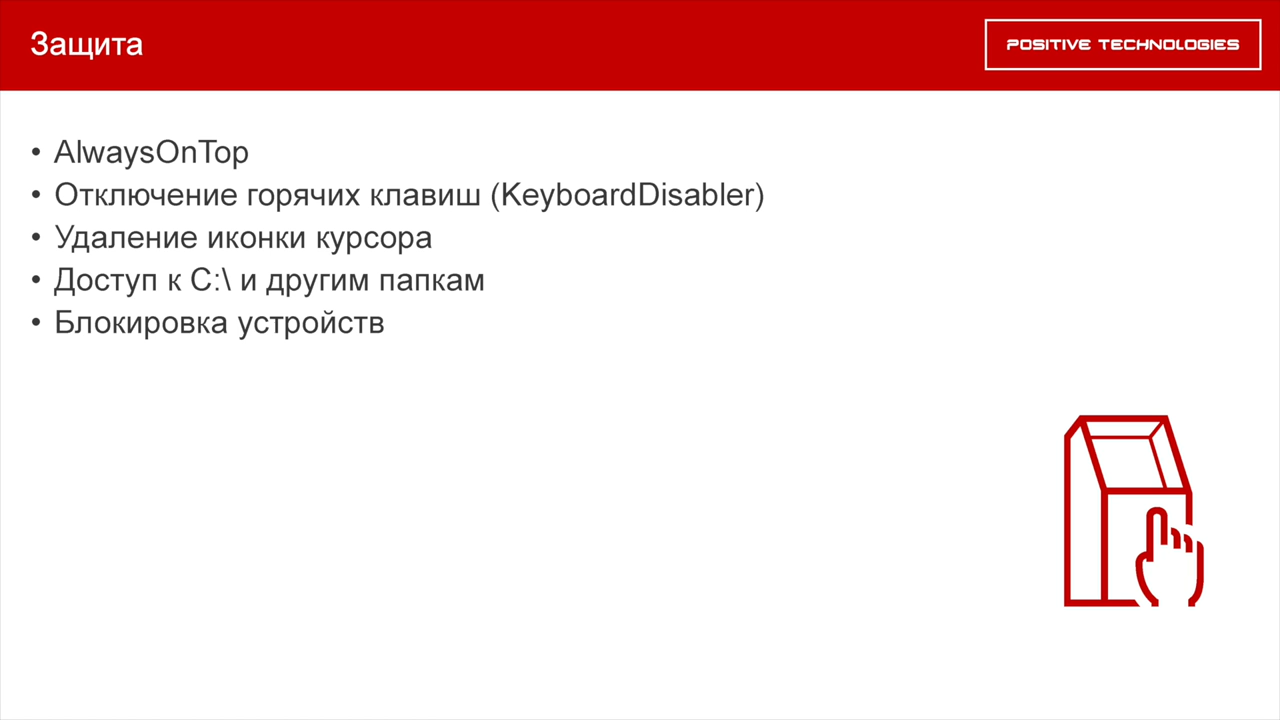 Защита
POSITIVE TECHNOLOGIES
• AlwaysOnTop
• Отключение горячих клавиш (KeyboardDisabler)
• Удаление иконки курсора
• Доступ к C:\ и другим папкам
• Блокировка устройств